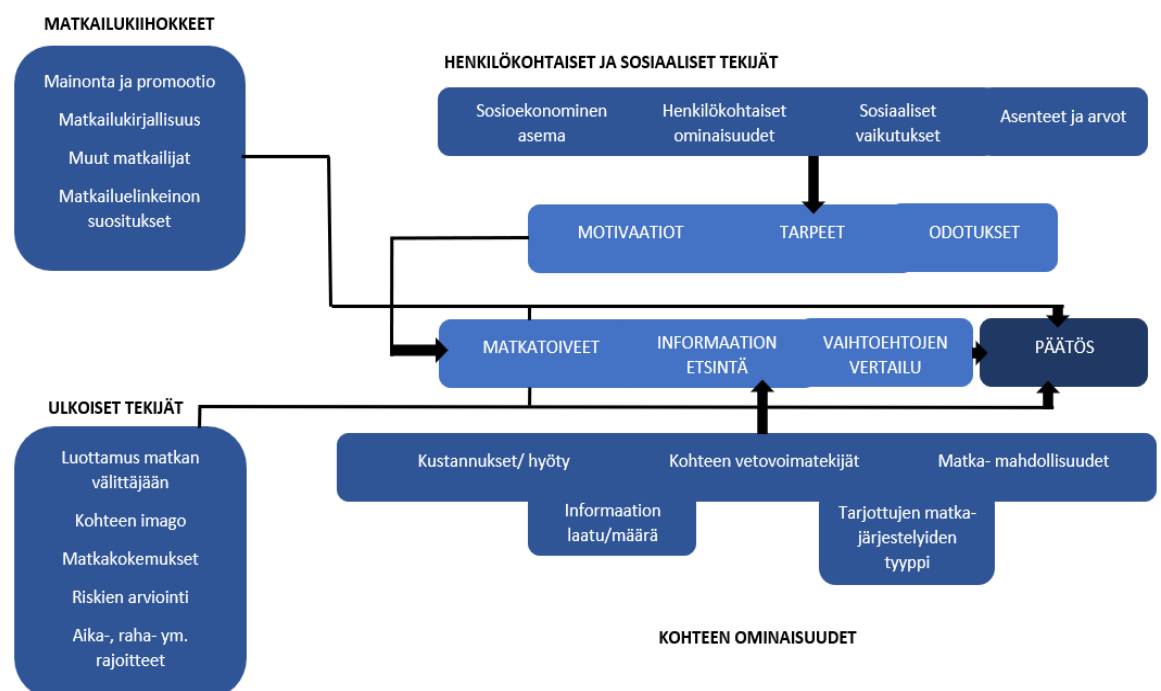 MATKAILUKIIHOKKEET
Mainonta ja promootio
Matkailukirjallisuus
Muut matkailijat
Matkailuelinkeinon
suositukset
HENKILÖKOHTAISET JA SOSIAALISET TEKIJÄT
Sosioekonominen
asema
Henkilökohtaiset
ominaisuudet
Sosiaaliset
vaikutukset
Asenteet ja arvot
MOTIVAATIOT
TARPEET
ODOTUKSET
MATKATOIVEET
INFORMAATION
ETSINTÄ
VAIHTOEHTOJEN
VERTAILU
PÄÄTÖS
ULKOISET TEKIJÄT
Luottamus matkan
välittäjään
Kohteen imago
Matkakokemukset
Riskien arviointi
Aika-, raha- ym.
rajoitteet
Kustannukset/ hyöty
Kohteen vetovoimatekijät
Matka- mahdollisuudet
Informaation
laatu/määrä
Tarjottujen matka-
järjestelyiden
tyyppi
KOHTEEN OMINAISUUDET